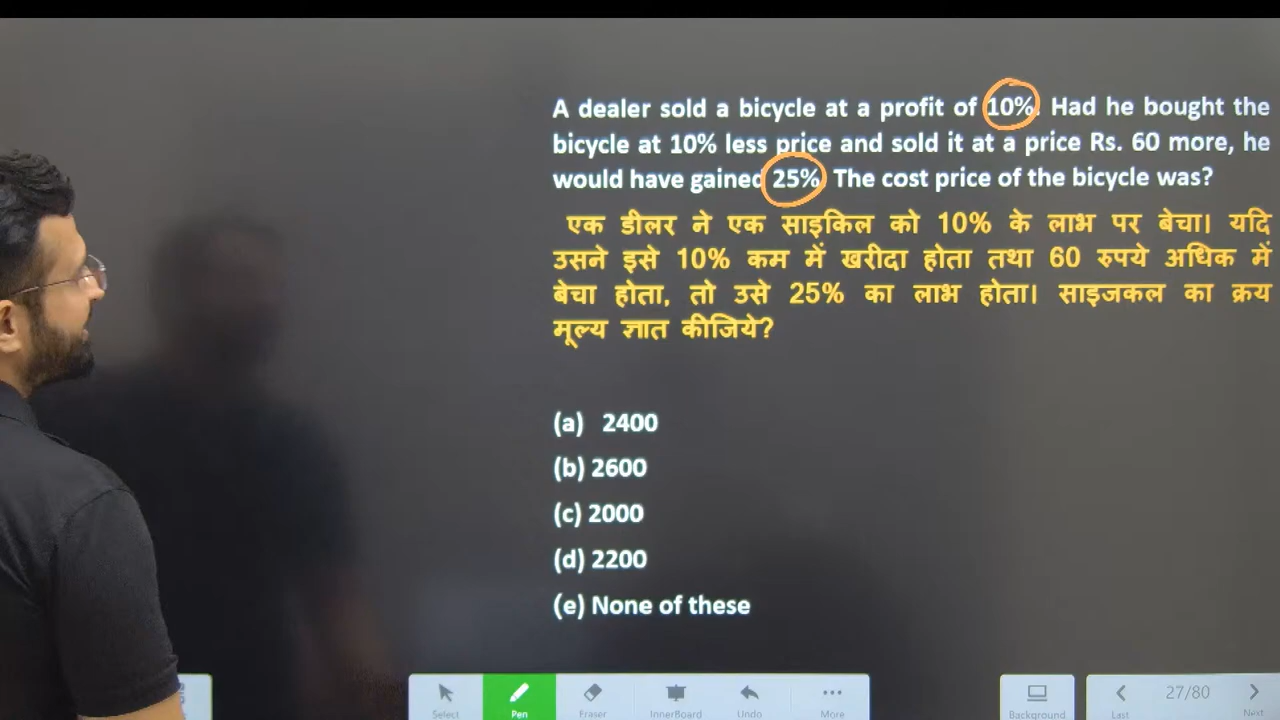 A dealer sold a bicycle at a profit of 10%. Had he bought the
bicycle at 10% less price and sold it at a price Rs. 60 more, he
would have gained 25%. The cost price of the bicycle was?
एक डीलर ने एक साइकिल को 10% के लाभ पर बेचा। यदि
उसने इसे 10% कम में खरीदा होता तथा 60 रुपये अधिक में
बेचा होता, तो उसे 25% का लाभ होता। साइजकल का क्रय
मूल्य ज्ञात कीजिये?
(a) 2400
(b) 2600
(c) 2000
(d) 2200
(e) None of these
Select Pen Eraser InnerBoard Undo More Background Last 27/80 Next